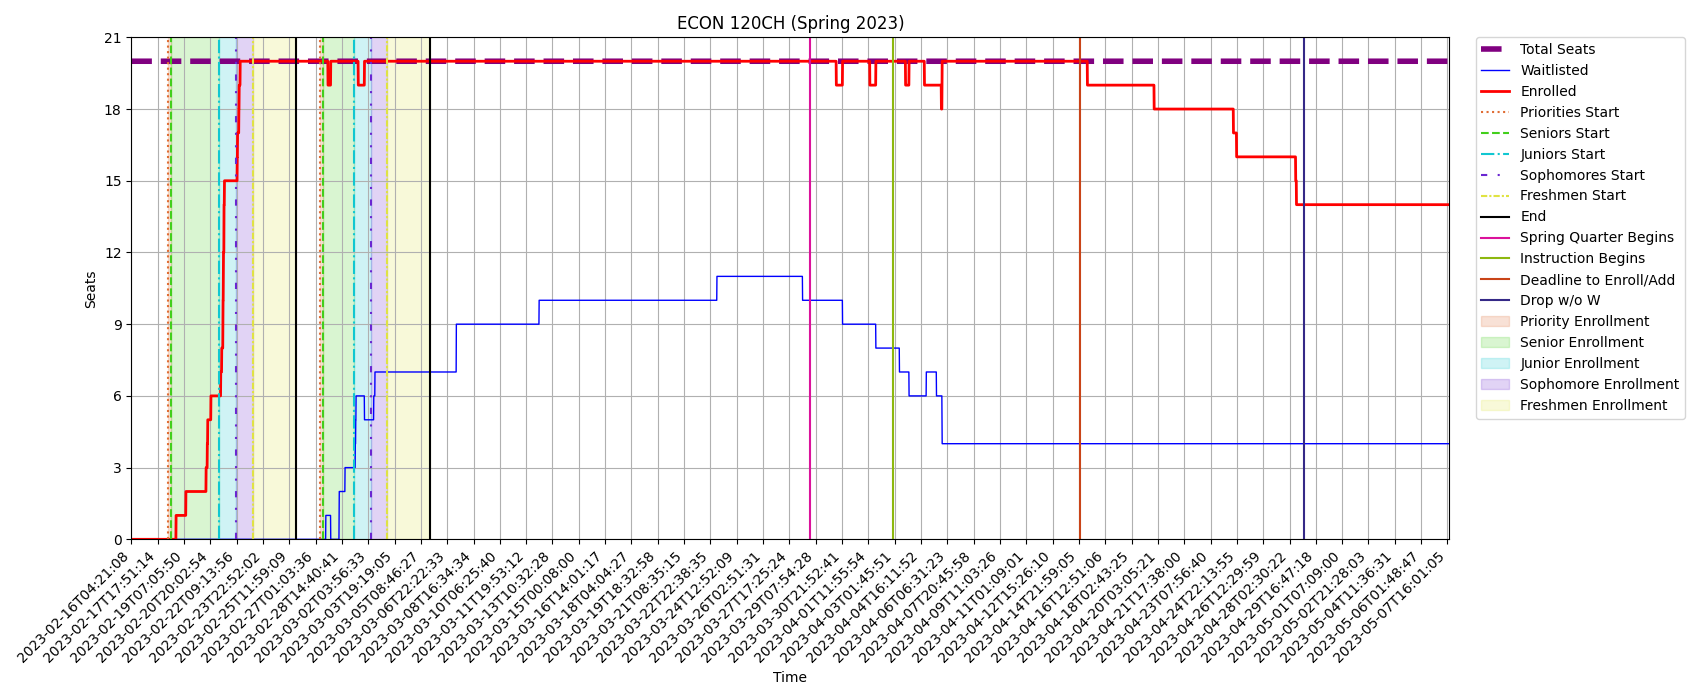 ECON 120CH (Spring 2023)
Seats
21
18
15
12
9
6
3
0
2023-02-16T04:21:08
2023-02-17T17:51:14
2023-02-19T07:05:50
2023-02-20T20:02:54
2023-02-22T09:13:56
2023-02-23T22:52:02
2023-02-25T11:59:09
2023-02-27T01:03:36
2023-02-28T14:40:41
2023-03-02T03:56:33
2023-03-03T19:19:05
2023-03-05T08:46:27
2023-03-06T22:22:33
2023-03-08T16:34:34
2023-03-10T06:25:40
2023-03-11T19:53:12
2023-03-13T10:32:28
2023-03-15T00:08:00
2023-03-16T14:01:17
2023-03-18T04:04:27
2023-03-19T18:32:58
2023-03-21T08:35:15
2023-03-22T22:38:35
2023-03-24T12:52:09
2023-03-26T02:51:31
2023-03-27T17:25:24
2023-03-29T07:54:28
2023-03-30T21:52:41
2023-04-01T11:55:54
2023-04-03T01:45:51
2023-04-04T16:11:52
2023-04-06T06:31:23
2023-04-07T20:45:58
2023-04-09T11:03:26
2023-04-11T01:09:01
2023-04-12T15:26:10
2023-04-14T21:59:05
2023-04-16T12:51:06
2023-04-18T02:43:25
2023-04-20T03:05:21
2023-04-21T17:38:00
2023-04-23T07:56:40
2023-04-24T22:13:55
2023-04-26T12:29:59
2023-04-28T02:30:22
2023-04-29T16:47:18
2023-05-01T07:09:00
2023-05-02T21:28:03
2023-05-04T11:36:31
2023-05-06T01:48:47
2023-05-07T16:01:05
Time
Total Seats
Waitlisted
Enrolled
Priorities Start
Seniors Start
Juniors Start
Sophomores Start
Freshmen Start
End
Spring Quarter Begins
Instruction Begins
Deadline to Enroll/Add
Drop w/o W
Priority Enrollment
Senior Enrollment
Junior Enrollment
Sophomore Enrollment
Freshmen Enrollment